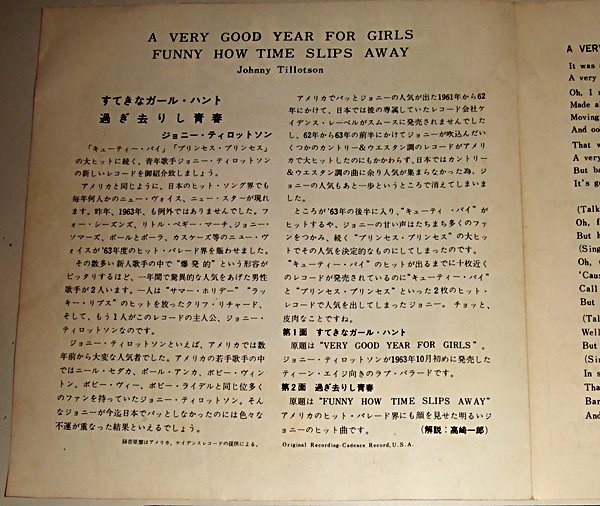 A VERY GOOD YEAR FOR GIRLS
FUNNY HOW TIME SLIPS AWAY
Johnny Tillotson
すてきなガール・ハント
過ぎ去りし青春
ジョニー・ティロットソン
「キューティー・パイ」「プリンセス・プリンセス」
の大ヒットに続く、青年歌手ジョニー・ティロットソン
の新しいレコードを御紹介致しましょう。
アメリカと同じように、日本のヒット・ソング界でも
毎年何人かのニュー・ヴォイス、ニュー・スターが現れ
ます。昨年、1963年、も例外ではありませんでした。フ
ォー・シーズンズ、リトル・ペギー・マーチ、ジョニー・
ソマーズ、ポールとポーラ、カスケーズ等のニュー・ヴ
ォイスが'63年度のヒット・パレード界を賑わせました。
その数多い新人歌手の中で“爆発的”という形容が
ピッタリするほど、一年間で驚異的な人気をあげた男性
歌手が2人います。一人は“サマー・ホリデー”“ラッ
キー・リプス”のヒットを放ったクリフ・リチャード、
そして、もう1人がこのレコードの主人公、ジョニー・
ティロットソンなのです。
ジョニー・ティロットソンといえば、アメリカでは数
年前から大変な人気者でした。アメリカの若手歌手の中
ではニール・セダカ、ポール・アンカ、ボビー・ヴィン
トン、ボビー・ヴィー、ボビー・ライデルと同じ位多く
のファンを持っていたジョニー・ティロットソン。そん
なジョニーが今迄日本でパッとしなかったのには色々な
不運が重なった結果といえるでしょう。
録音原盤はアメリカ、ケイデンスレコードの提供による。
アメリカでパッとジョニーの人気が出た1961年から62
年にかけて、日本では彼の専属していたレコード会社ケ
イデンス・レーベルがスムースに発売されませんでした
し、62年から63年の前半にかけてジョニーが吹込んだい
くつかのカントリー＆ウエスタン調のレコードがアメリ
カで大ヒットしたのにもかかわらず、日本ではカントリー
＆ウエスタン調の曲に余り人気が集まらなかった為、ジ
ョニーの人気もあと一歩というところで消えてしまいま
した。
ところが'63年の後半に入り、“キューティ・パイ”が
ヒットするや、ジョニーの甘い声はたちまち多くのファ
ンをつかみ、続く“プリンセス・プリンセス”の大ヒッ
トでその人気を決定的なものにしてしまったのです。
“キューティー・パイ”のヒットが出るまでに十枚近く
のレコードが発売されているのに“キューティー・パイ”
と“プリンセス・プリンセス”といった2枚のヒット・
レコードで人気を出してしまったジョニー。チョッと、
皮肉なことですね。
第1面　すてきなガール・ハント
原題は“VERY GOOD YEAR FOR GIRLS”。
ジョニー・ティロットソンが1963年10月初めに発売した
ティーン・エイジ向きのラブ・バラードです。
第2面　過ぎ去りし青春
原題は“FUNNY HOW TIME SLIPS AWAY”
アメリカのヒット・パレード界にも顔を見せた明るいジ
ョニーのヒット曲です。　（解説：高崎一郎）
Original Recording-Cadence Record, U.S.A.
A VERY
It was
A very
Oh, I
Made
Moving
And
That
A very
But
It's
(Talk
Oh,
But
(Sing
Oh,
'Caus
Call
But
(Tal
Well
But
(Sin
In s
Tha
Bar
And